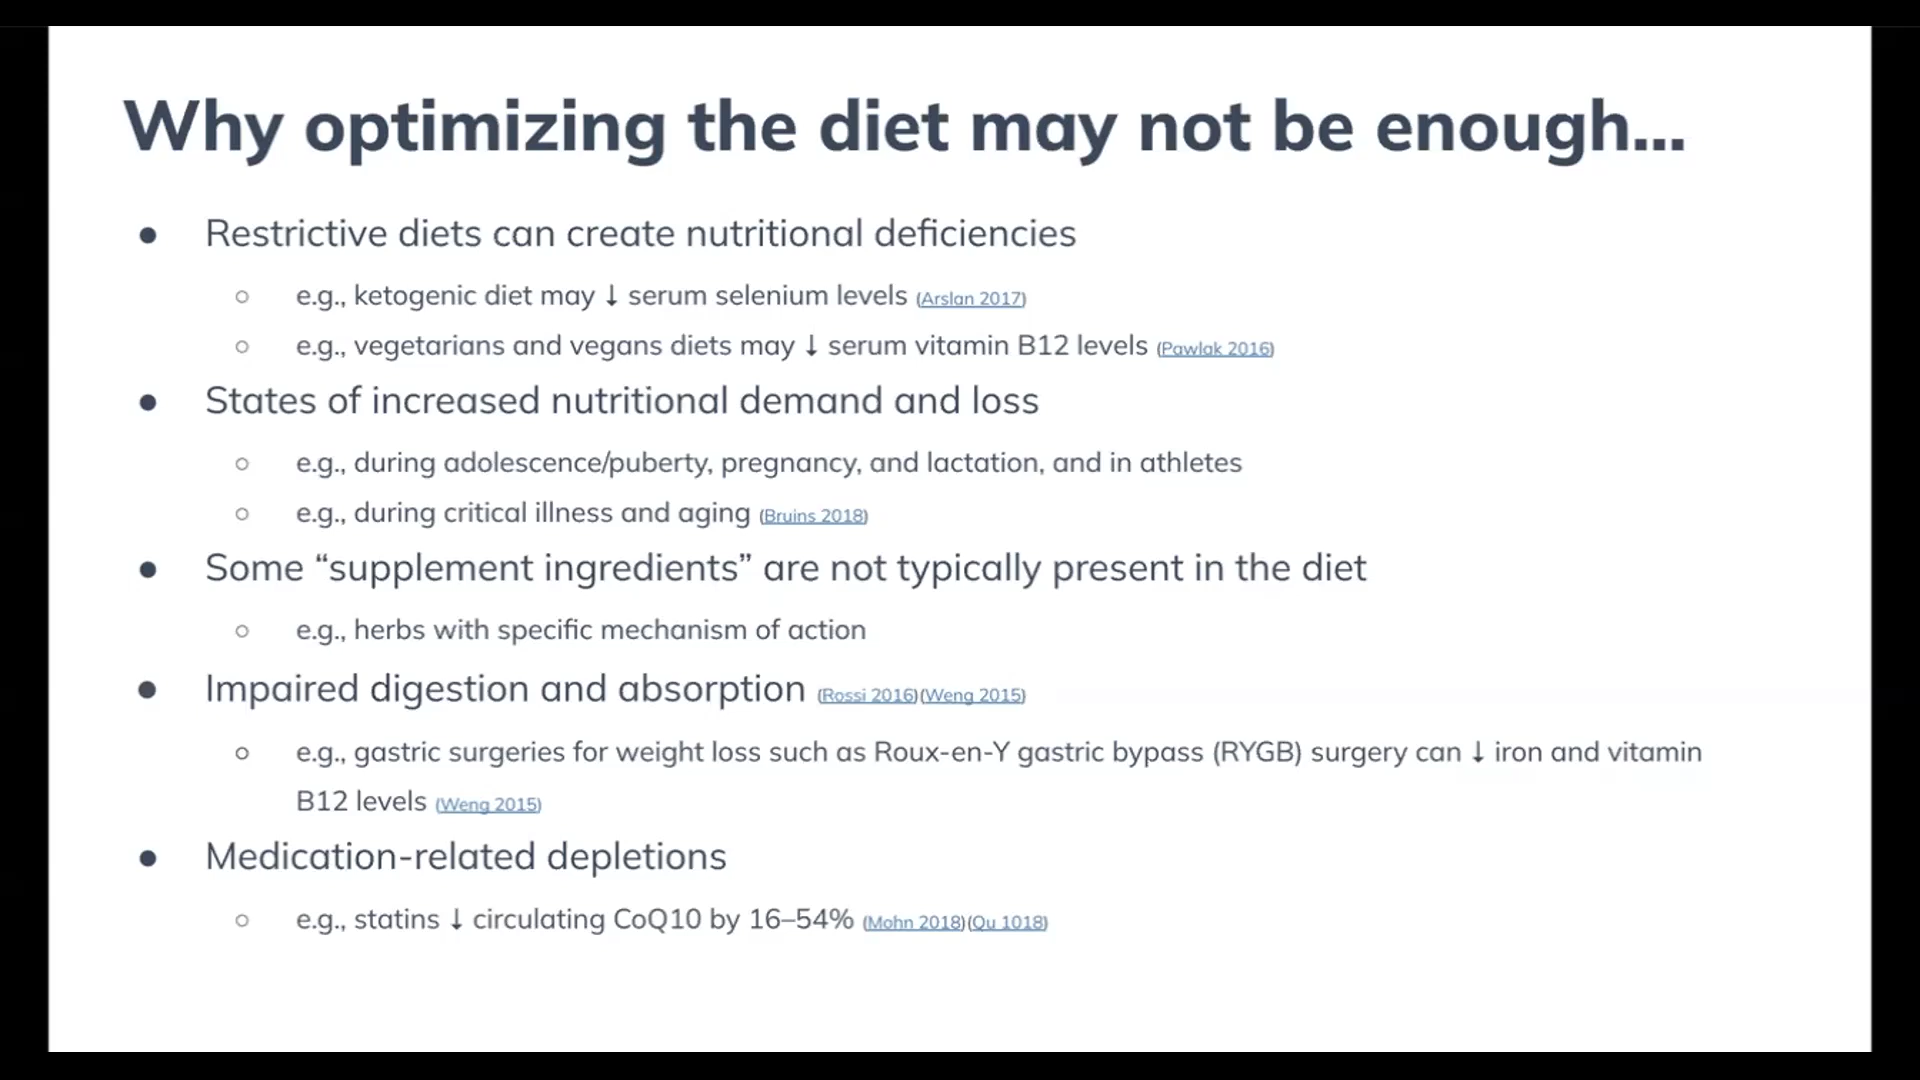 Why optimizing the diet may not be enough...
● Restrictive diets can create nutritional deficiencies
○ e.g., ketogenic diet may ↓ serum selenium levels (Arslan 2017)
○ e.g., vegetarians and vegans diets may ↓ serum vitamin B12 levels (Pawlak 2016)
● States of increased nutritional demand and loss
○ e.g., during adolescence/puberty, pregnancy, and lactation, and in athletes
○ e.g., during critical illness and aging (Bruins 2018)
● Some “supplement ingredients” are not typically present in the diet
○ e.g., herbs with specific mechanism of action
● Impaired digestion and absorption (Rossi 2016)(Weng 2015)
○ e.g., gastric surgeries for weight loss such as Roux-en-Y gastric bypass (RYGB) surgery can ↓ iron and vitamin
B12 levels (Weng 2015)
● Medication-related depletions
○ e.g., statins ↓ circulating CoQ10 by 16–54% (Mohn 2018)(Qu 1018)